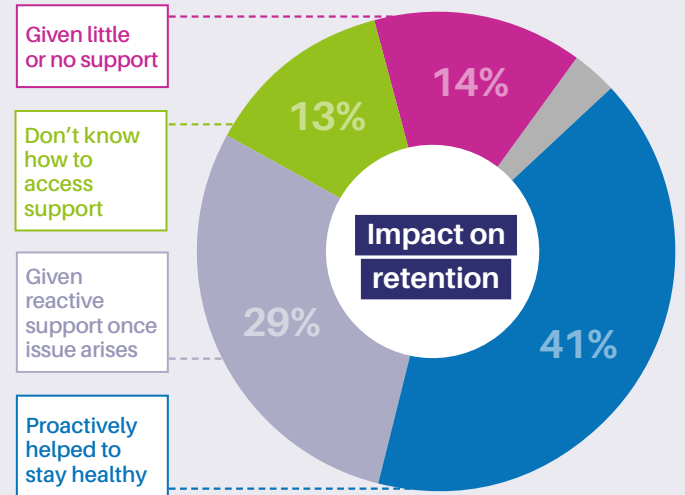 Given little
or no support
Don't know
how to
access
support
Given
reactive
support once
issue arises
Proactively
helped to
stay healthy
14%
13%
29%
41%
Impact on
retention